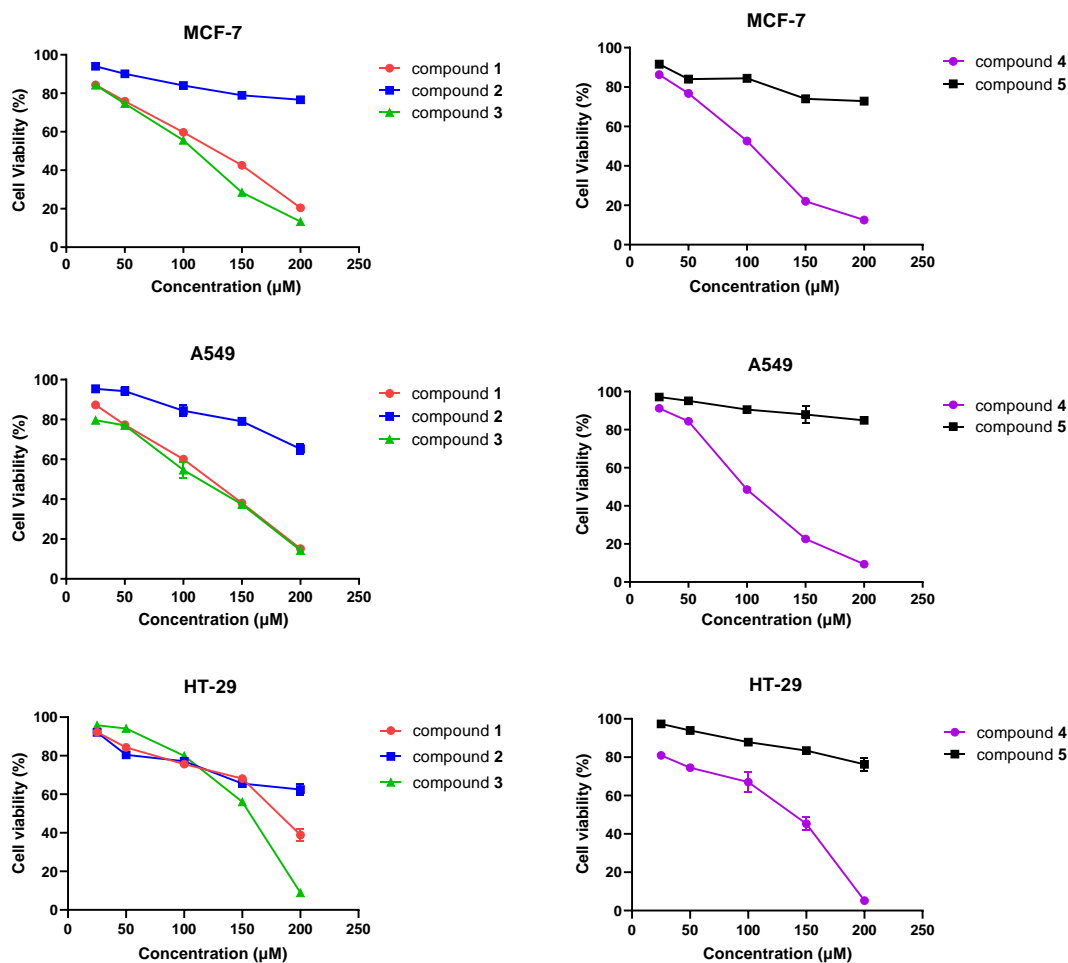 MCF-7
Cell Viability (%)
100
80
60
40
20
0
0 50 100 150 200 250
Concentration (µM)
compound 1
compound 2
compound 3
MCF-7
Cell Viability (%)
100
80
60
40
20
0
0 50 100 150 200 250
Concentration (µM)
compound 4
compound 5
A549
Cell Viability (%)
100
80
60
40
20
0
0 50 100 150 200 250
Concentration (µM)
compound 1
compound 2
compound 3
A549
Cell Viability (%)
100
80
60
40
20
0
0 50 100 150 200 250
Concentration (µM)
compound 4
compound 5
HT-29
Cell viability (%)
100
80
60
40
20
0
0 50 100 150 200 250
Concentration (µM)
compound 1
compound 2
compound 3
HT-29
Cell viability (%)
100
80
60
40
20
0
0 50 100 150 200 250
Concentration (µM)
compound 4
compound 5